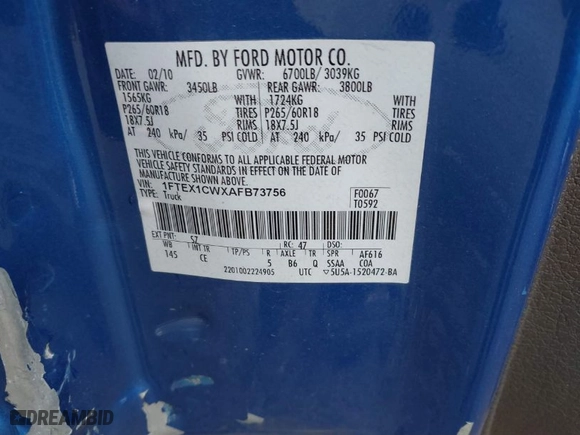 MFD. BY FORD MOTOR CO.
DATE: 02/10 GVWR: 6700LB/ 3039KG
FRONT GAWR: 3450LB REAR GAWR: 3800LB
1565KG WITH 1724KG WITH
P265/60R18 TIRES P265/60R18 TIRES
18X7.5J RIMS 18X7.5J RIMS
AT 240 kPa/ 35 PSI COLD AT 240 kPa/ 35 PSI COLD
THIS VEHICLE CONFORMS TO ALL APPLICABLE FEDERAL MOTOR
VEHICLE SAFETY STANDARDS IN EFFECT ON THE DATE OF
MANUFACTURE SHOWN ABOVE.
VIN: 1FTEX1CWXAFB73756 F0067
TYPE: Truck T0592
EXT PNT: SZ RC: 47 DSO:
WB INT TR TP/PS R AXLE TR SPR AF616
145 CE 5 B6 Q SSAA COA
2201002224905 UTC ▽5U5A-1520472-BA
DREAMBID